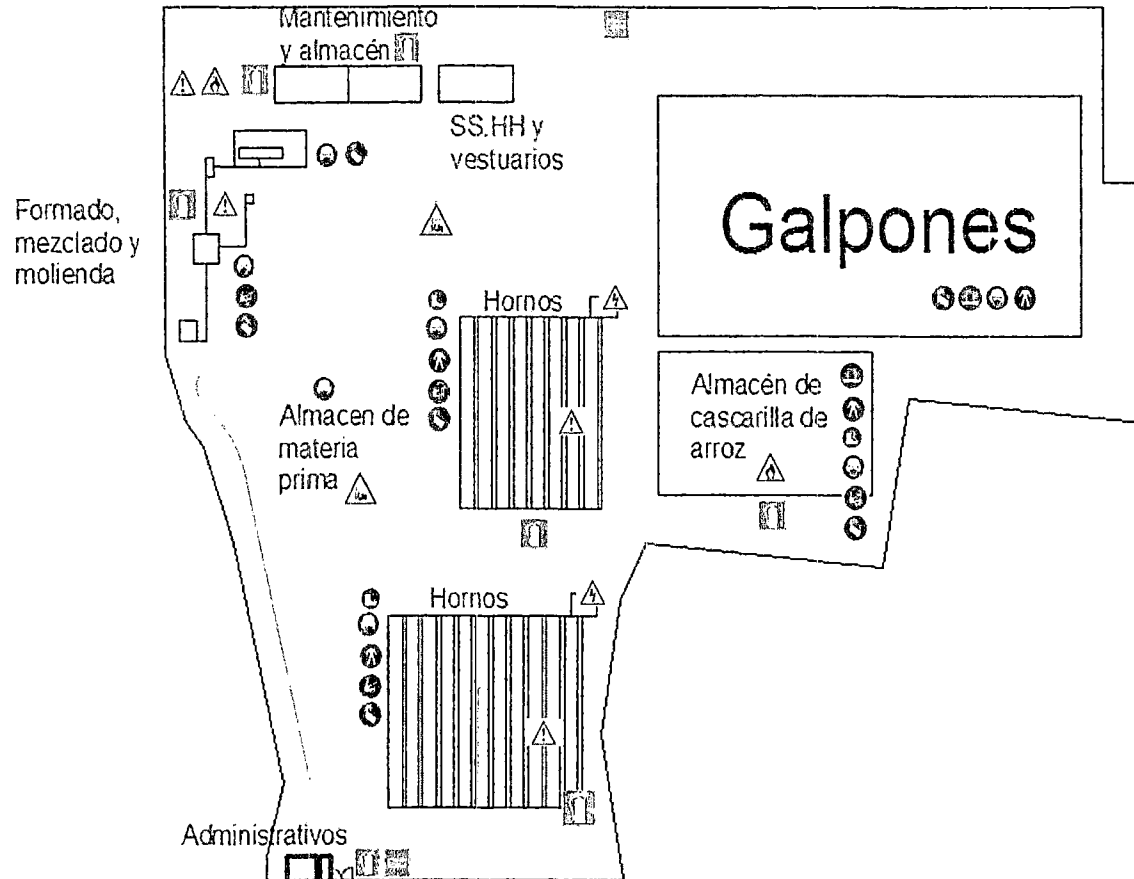 Mantenimiento
y almacén
SS.HH y
vestuarios
Formado,
mezclado y
molienda
Galpones
Hornos
Almacén de
cascarilla de
arroz
Almacen de
materia
prima
Hornos
Administrativos